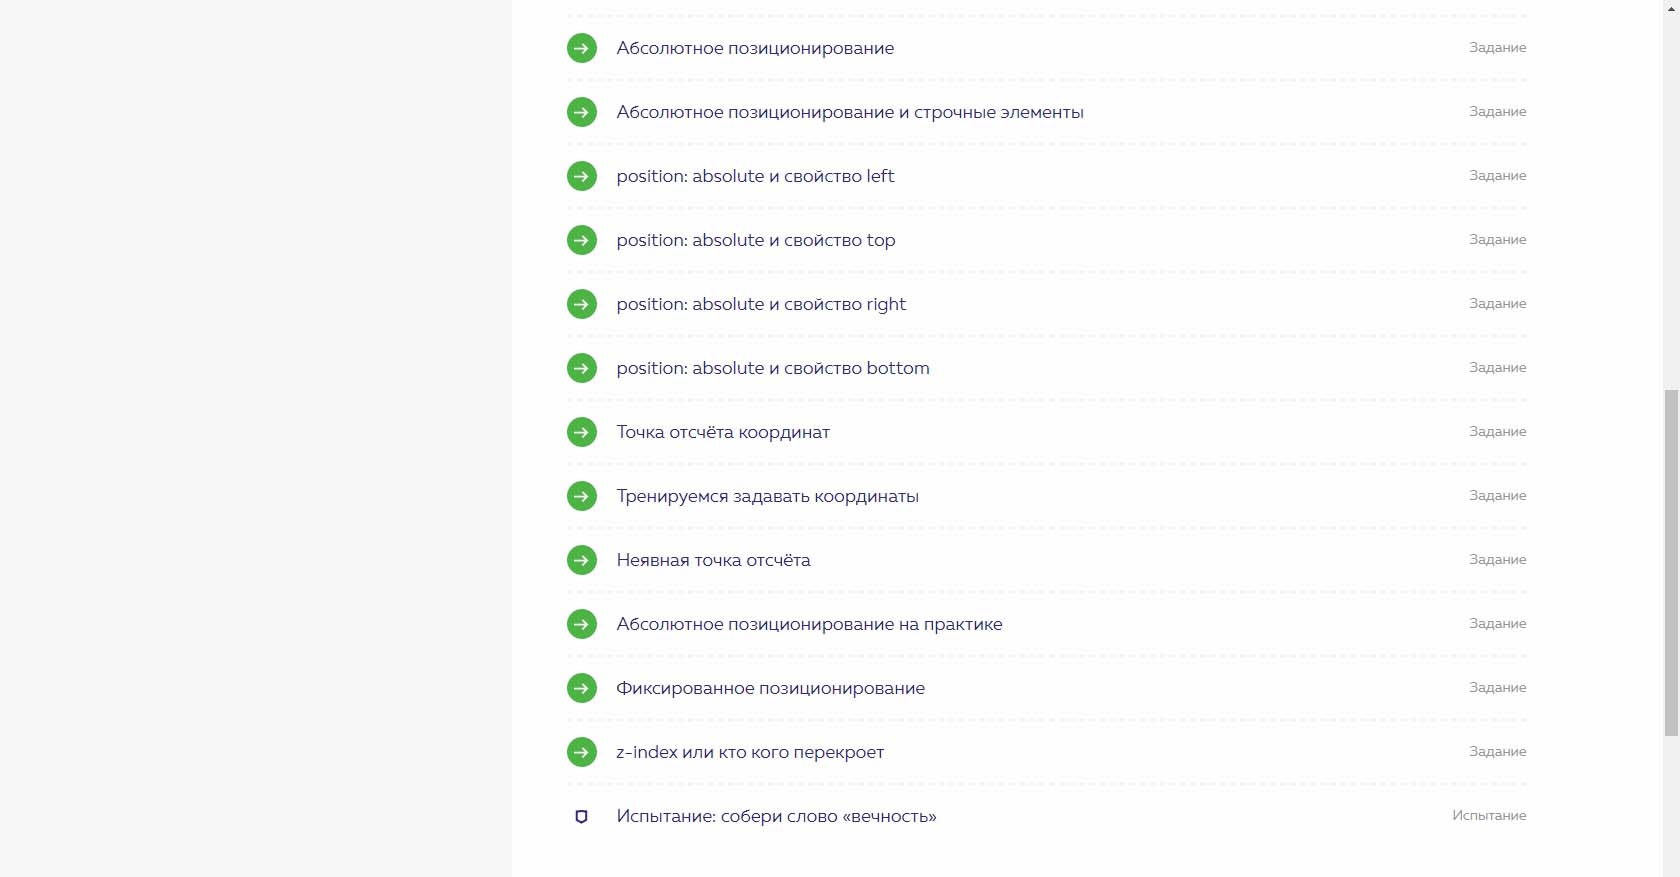 Абсолютное позиционирование Задание
Абсолютное позиционирование и строчные элементы Задание
position: absolute и свойство left Задание
position: absolute и свойство top Задание
position: absolute и свойство right Задание
position: absolute и свойство bottom Задание
Точка отсчёта координат Задание
Тренируемся задавать координаты Задание
Неявная точка отсчёта Задание
Абсолютное позиционирование на практике Задание
Фиксированное позиционирование Задание
z-index или кто кого перекроет Задание
Испытание: собери слово «вечность» Испытание